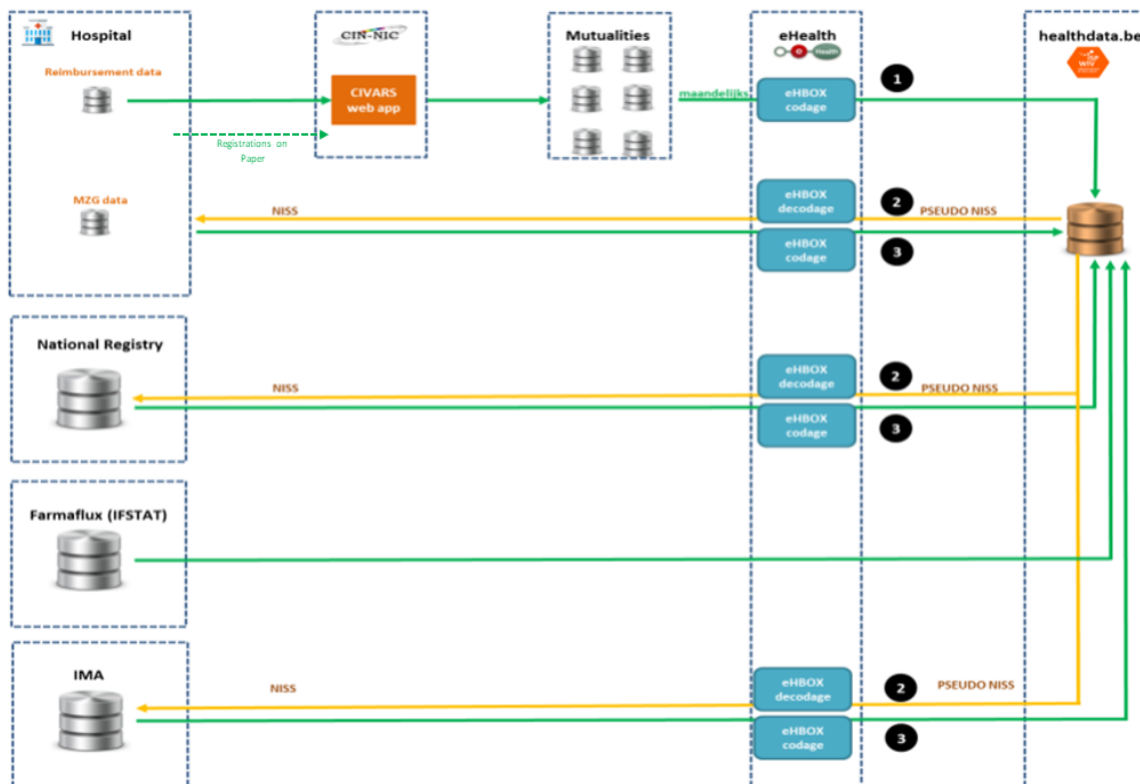 Hospital
CIN-NIC
Mutualities
eHealth
healthdata.be
Reimbursement data
CIVARS
web app
maandelijks
eHBOX
codage
1
e Health
WIV
Registrations on
Paper
MZG data
NISS
eHBOX
decodage
2
PSEUDO NISS
eHBOX
codage
3
National Registry
NISS
eHBOX
decodage
2
PSEUDO NISS
eHBOX
codage
3
Farmaflux (IFSTAT)
IMA
NISS
eHBOX
decodage
2
PSEUDO NISS
eHBOX
codage
3